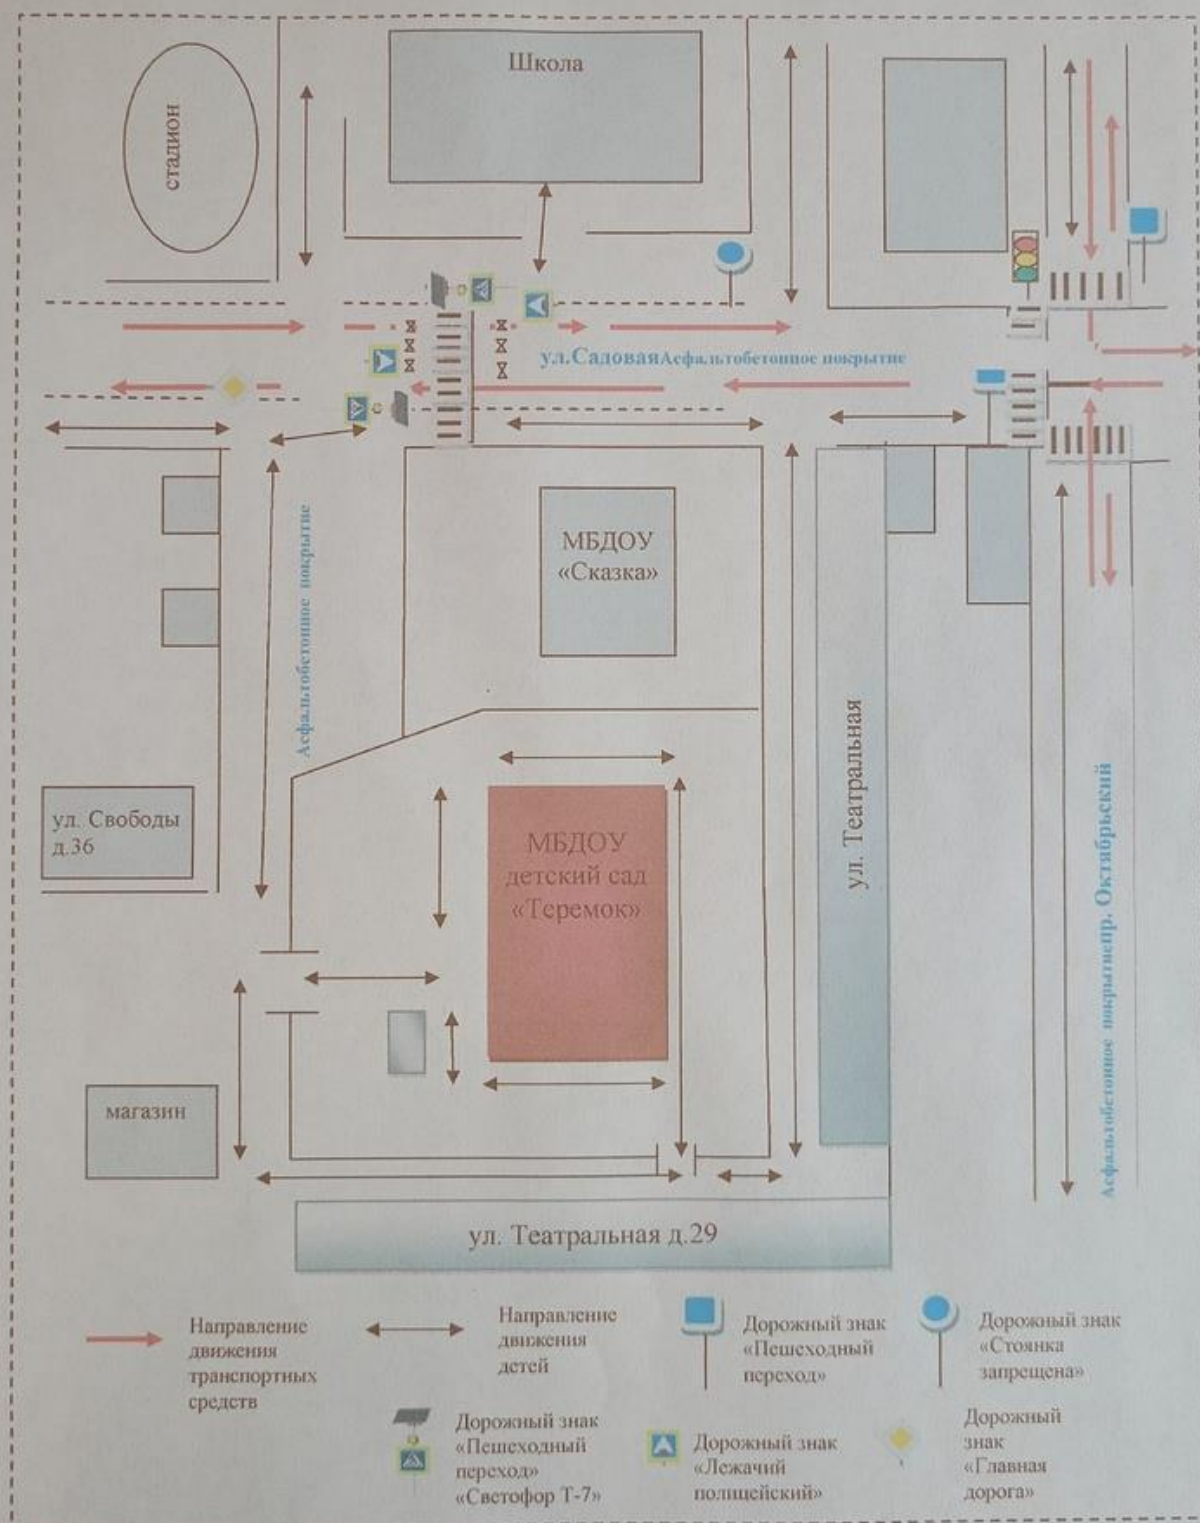 Школа
стадион
ул.Садовая Асфальтобетонное покрытие
МБДОУ
«Сказка»
Асфальтобетонное покрытие
ул. Свободы
д.36
МБДОУ
детский сад
«Теремок»
ул. Театральная
Асфальтобетонное покрытиепр. Октябрьский
магазин
ул. Театральная д.29
Направление
движения
транспортных
средств
Направление
движения
детей
Дорожный знак
«Пешеходный
переход»
Дорожный знак
«Стоянка
запрещена»
Дорожный знак
«Пешеходный
переход»
«Светофор Т-7»
Дорожный знак
«Лежачий
полицейский»
Дорожный
знак
«Главная
дорога»